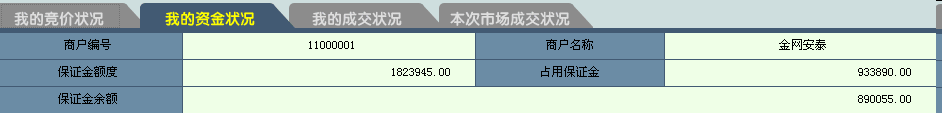 我的竞价状况 我的资金状况 我的成交状况 本次市场成交状况
商户编号 11000001 商户名称 金网安泰
保证金额度 1823945.00 占用保证金 933890.00
保证金余额 890055.00